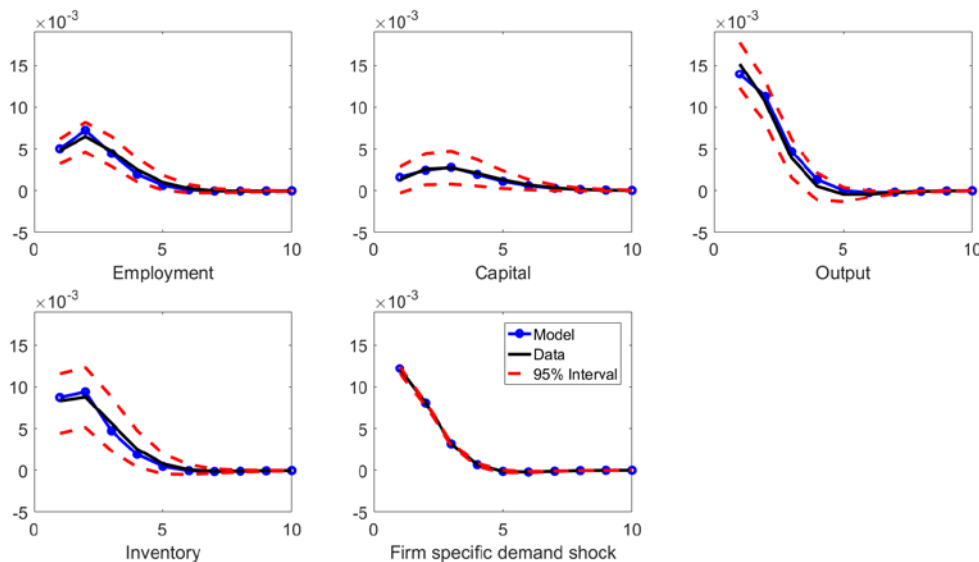 ×10⁻³ ×10⁻³ ×10⁻³
15 15 15
10 10 10
5 5 5
0 0 0
-5 -5 -5
0 5 10 0 5 10 0 5 10
Employment Capital Output
×10⁻³ ×10⁻³
15 15
10 10
5 5
0 0
-5 -5
0 5 10 0 5 10
Model
Data
95% Interval
Inventory Firm specific demand shock